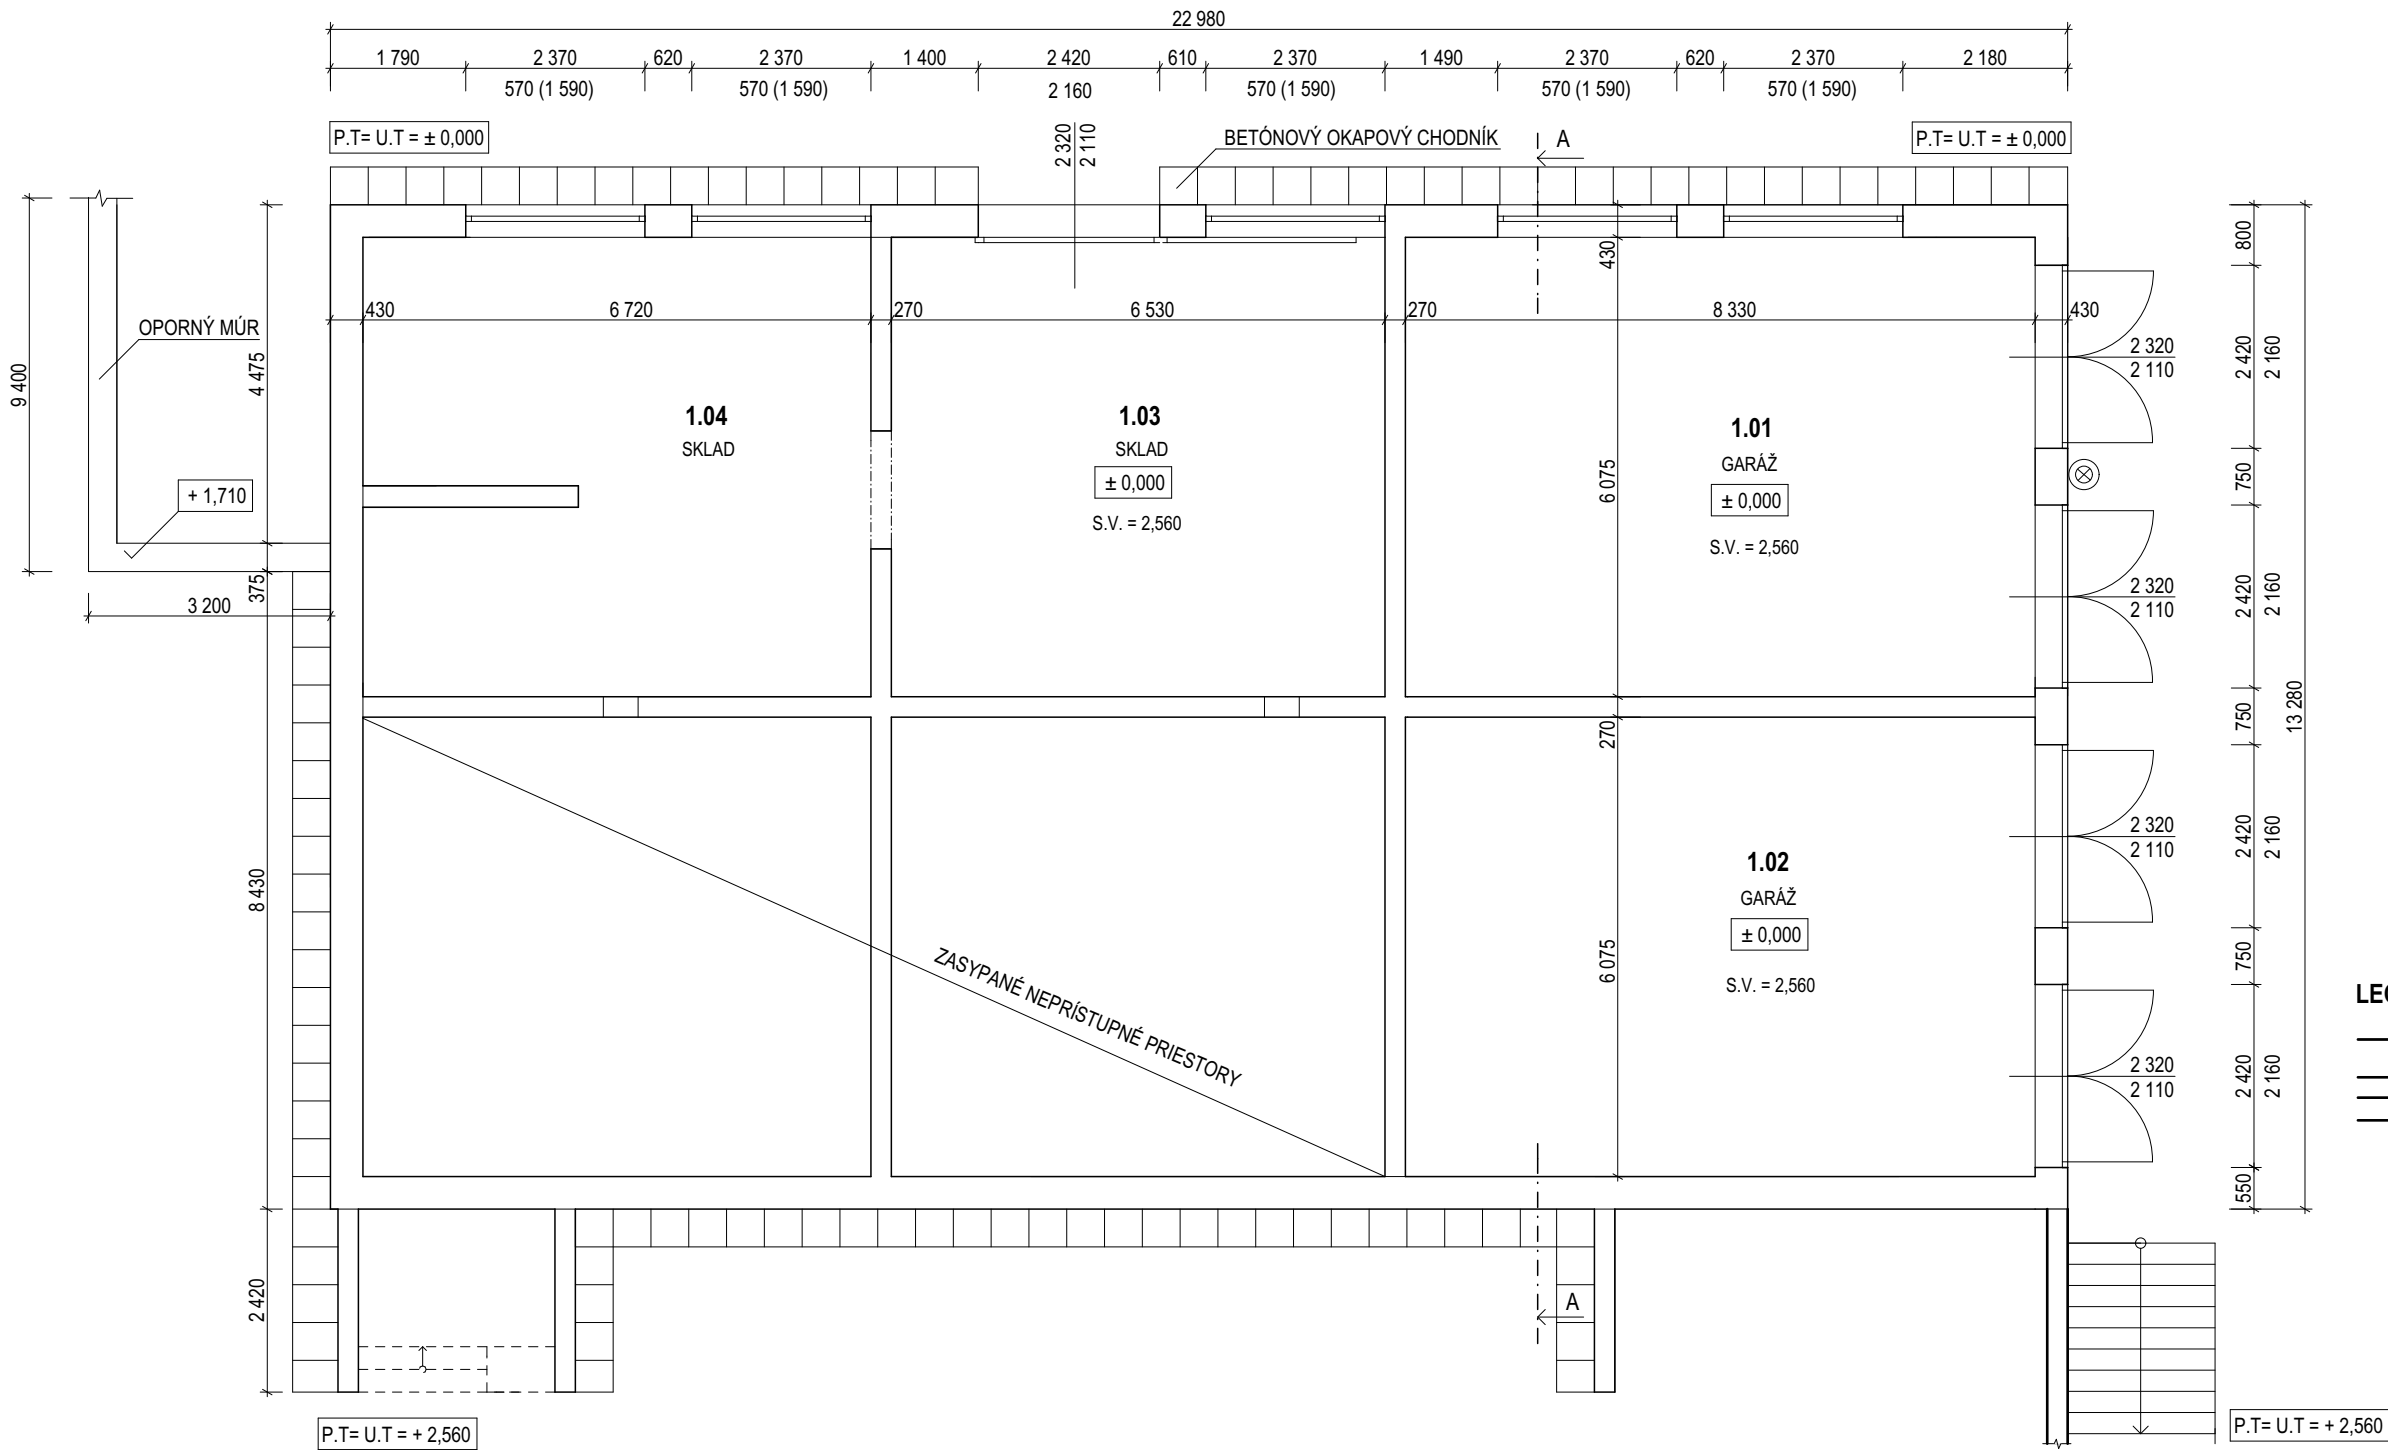 22 980
1 790 2 370 620 2 370 1 400 2 420 610 2 370 1 490 2 370 620 2 370 2 180
570 (1 590) 570 (1 590) 2 160 570 (1 590) 570 (1 590) 570 (1 590)
P.T= U.T = ± 0,000
2 320
2 110
BETÓNOVÝ OKAPOVÝ CHODNÍK
A
P.T= U.T = ± 0,000
430 6 720 270 6 530 270 8 330 430
430
800
OPORNÝ MÚR
9 400
4 475
+ 1,710
375
3 200
8 430
2 420
1.04
SKLAD
1.03
SKLAD
± 0,000
S.V. = 2,560
1.01
GARÁŽ
± 0,000
S.V. = 2,560
6 075
270
6 075
1.02
GARÁŽ
± 0,000
S.V. = 2,560
ZASYPANÉ NEPRÍSTUPNÉ PRIESTORY
2 320
2 110
2 420
2 160
750
2 320
2 110
2 420
2 160
750
13 280
2 320
2 110
2 420
2 160
750
2 320
2 110
2 420
2 160
550
A
P.T= U.T = + 2,560
P.T= U.T = + 2,560